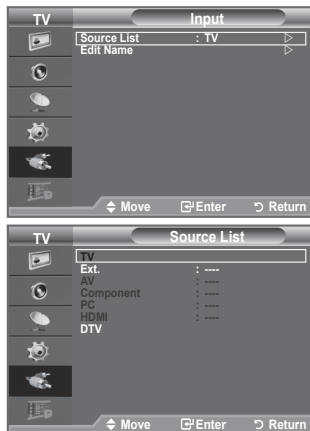 TV Input
Source List : TV
Edit Name
Move Enter Return
TV Source List
TV
Ext. : ----
AV : ----
Component : ----
PC : ----
HDMI : ----
DTV
Move Enter Return